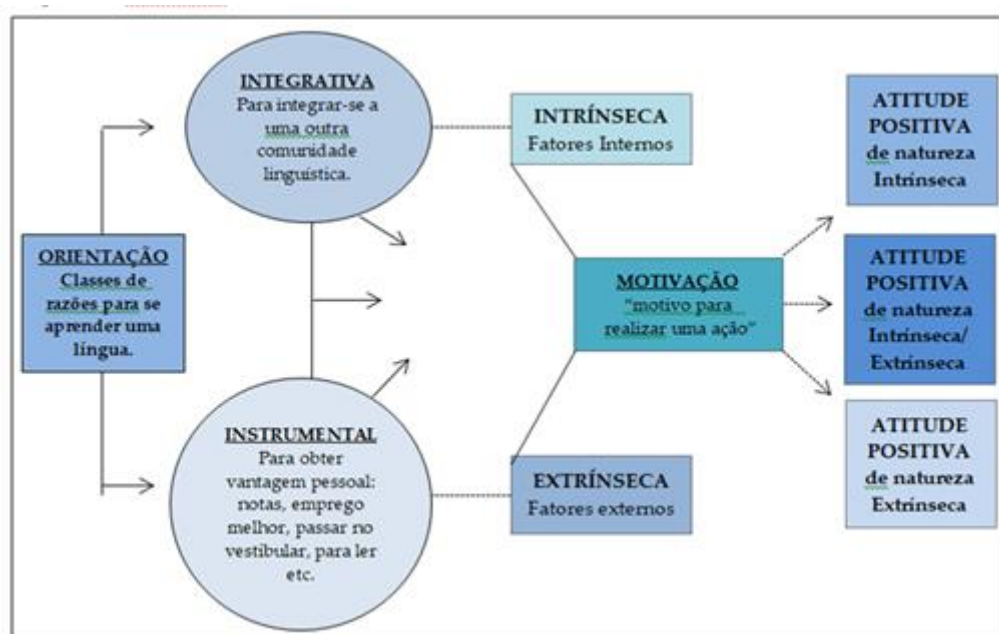 INTEGRATIVA
Para integrar-se a
uma outra
comunidade
linguística.
ORIENTAÇÃO
Classes de
razões para se
aprender uma
língua.
INSTRUMENTAL
Para obter
vantagem pessoal:
notas, emprego
melhor, passar no
vestibular, para ler
etc.
INTRÍNSECA
Fatores Internos
EXTRÍNSECA
Fatores externos
MOTIVAÇÃO
“motivo para
realizar uma ação”
ATITUDE
POSITIVA
de natureza
Intrínseca
ATITUDE
POSITIVA
de natureza
Intrínseca/
Extrínseca
ATITUDE
POSITIVA
de natureza
Extrínseca